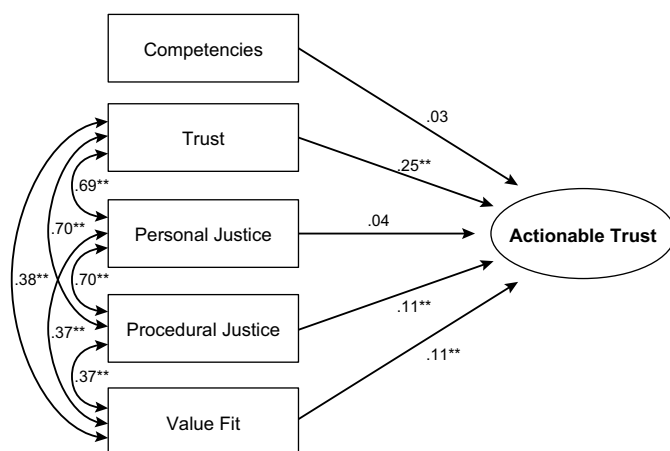 Competencies
.03
Trust
.25**
.69**
Personal Justice
.04
Actionable Trust
.70**
.38**
.70**
Procedural Justice
.11**
.37**
.11**
.37**
Value Fit